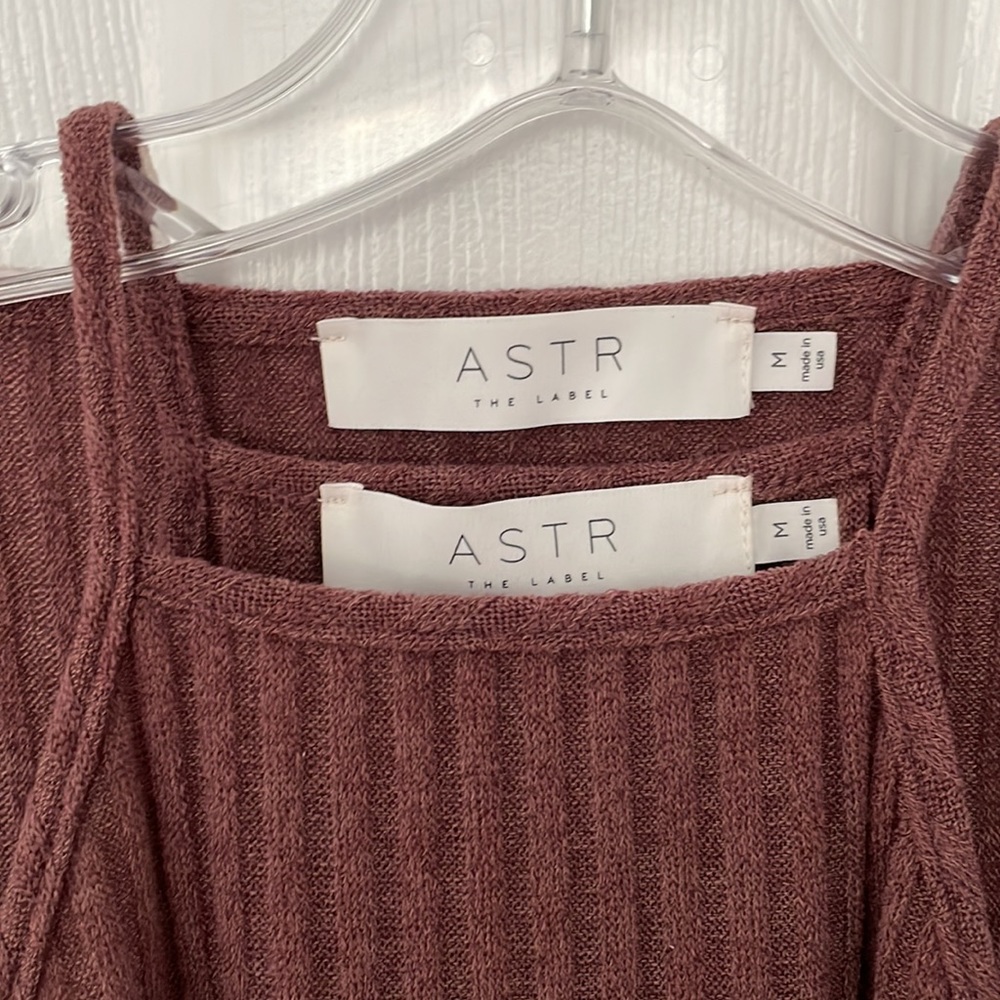 ASTR
THE LABEL
M
made in
usa
ASTR
THE LABEL
M
made in
usa